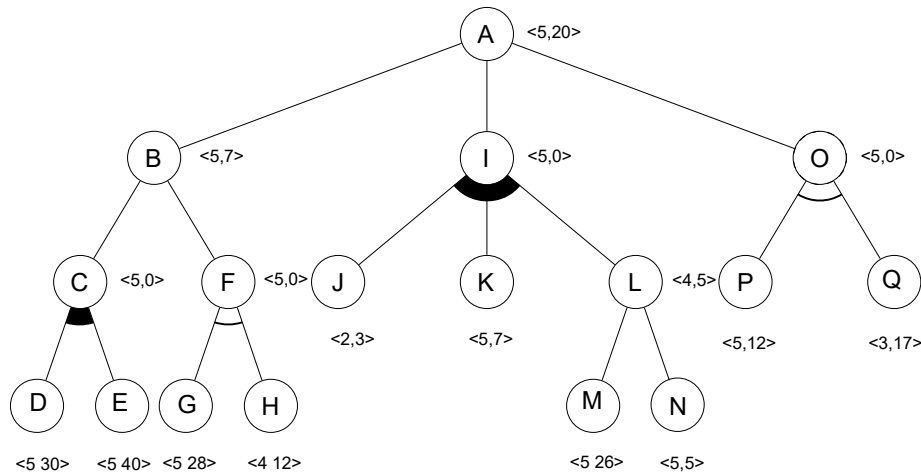 A <5,20>
B <5,7> I <5,0> O <5,0>
C <5,0> F <5,0> J K L <4,5> P Q
<2,3> <5,7> <5,12> <3,17>
D E G H M N
<5 30> <5 40> <5 28> <4 12> <5 26> <5,5>